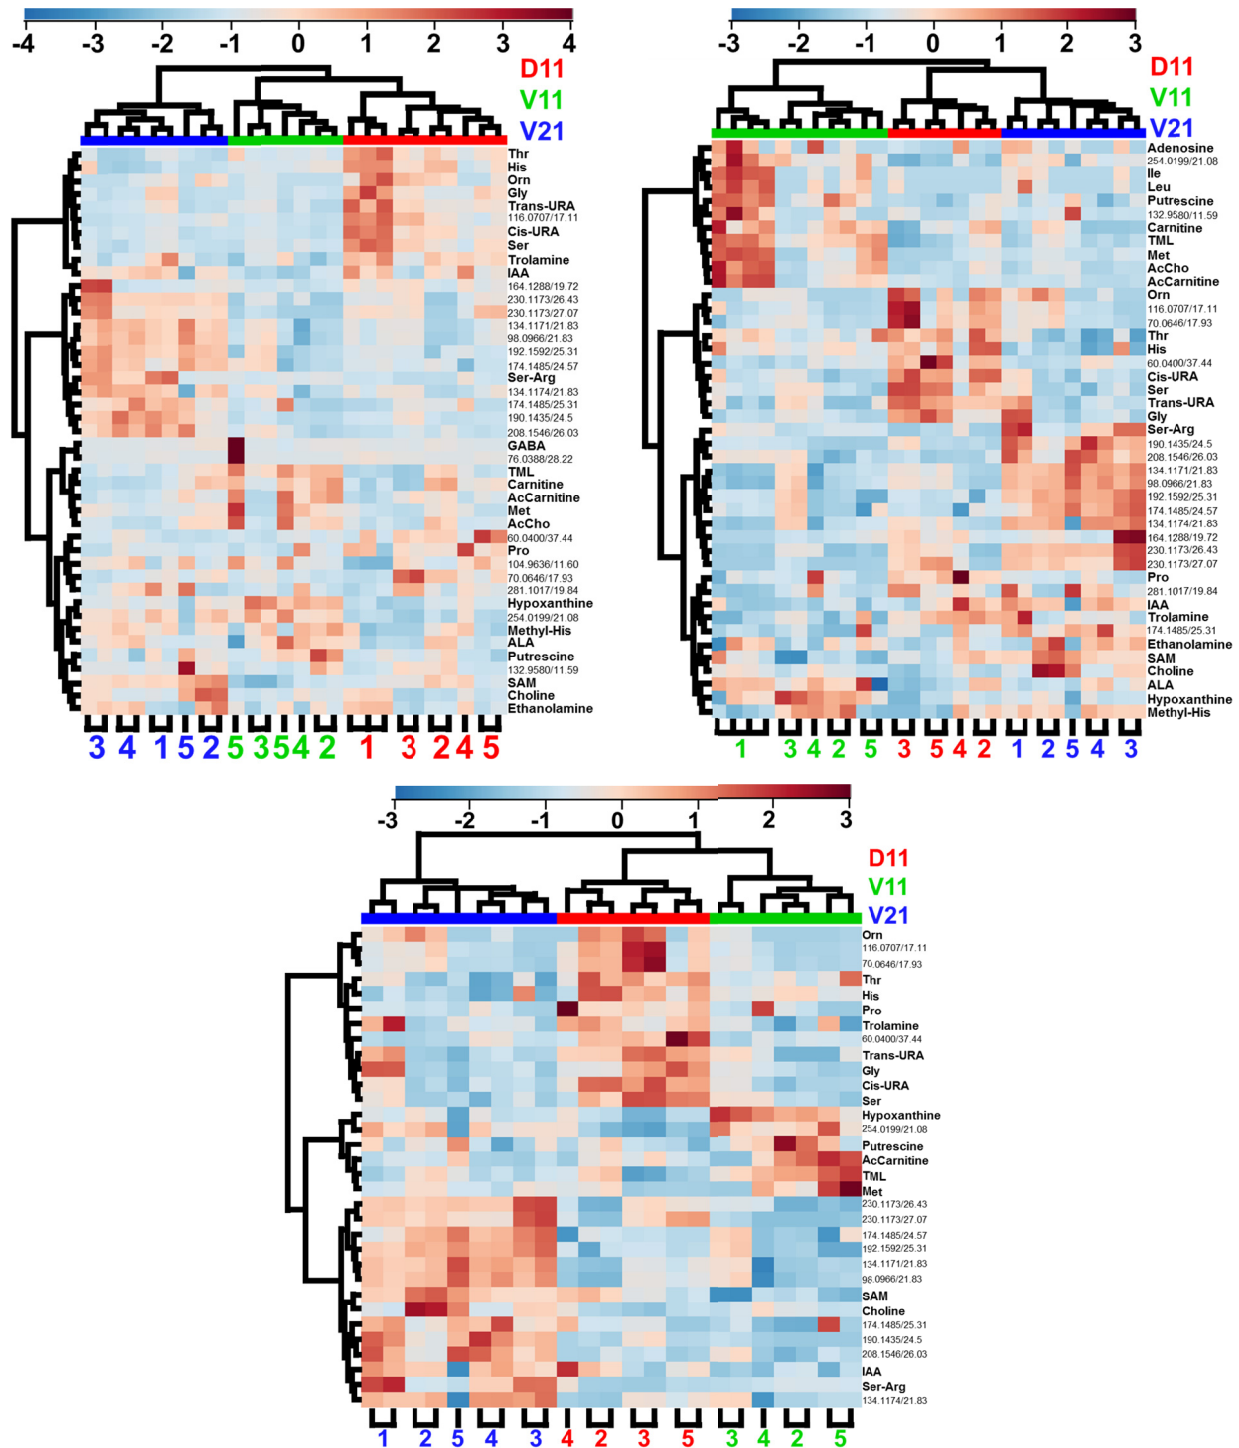 -4 -3 -2 -1 0 1 2 3 4
D11
V11
V21
Thr
His
Orn
Gly
Trans-URA
116.0707/17.11
Cis-URA
Ser
Trolamine
IAA
164.1288/19.72
230.1173/26.43
230.1173/27.07
134.1171/21.83
98.0966/21.83
192.1592/25.31
174.1485/24.57
Ser-Arg
134.1174/21.83
174.1485/25.31
190.1435/24.5
208.1546/26.03
GABA
76.0388/28.22
TML
Carnitine
AcCarnitine
Met
AcCho
60.0400/37.44
Pro
104.9636/11.60
70.0646/17.93
281.1017/19.84
Hypoxanthine
254.0199/21.08
Methyl-His
ALA
Putrescine
132.9580/11.59
SAM
Choline
Ethanolamine
3 4 1 5 2 5 3 5 4 2 1 3 2 4 5
-3 -2 -1 0 1 2 3
D11
V11
V21
Adenosine
254.0199/21.08
Ile
Leu
Putrescine
132.9580/11.59
Carnitine
TML
Met
AcCho
AcCarnitine
Orn
116.0707/17.11
70.0646/17.93
Thr
His
60.0400/37.44
Cis-URA
Ser
Trans-URA
Gly
Ser-Arg
190.1435/24.5
208.1546/26.03
134.1171/21.83
98.0966/21.83
192.1592/25.31
174.1485/24.57
134.1174/21.83
164.1288/19.72
230.1173/26.43
230.1173/27.07
Pro
281.1017/19.84
IAA
Trolamine
174.1485/25.31
Ethanolamine
SAM
Choline
ALA
Hypoxanthine
Methyl-His
1 3 4 2 5 3 5 4 2 1 2 5 4 3
-3 -2 -1 0 1 2 3
D11
V11
V21
Orn
116.0707/17.11
70.0646/17.93
Thr
His
Pro
Trolamine
60.0400/37.44
Trans-URA
Gly
Cis-URA
Ser
Hypoxanthine
254.0199/21.08
Putrescine
AcCarnitine
TML
Met
230.1173/26.43
230.1173/27.07
174.1485/24.57
192.1592/25.31
134.1171/21.83
98.0966/21.83
SAM
Choline
174.1485/25.31
190.1435/24.5
208.1546/26.03
IAA
Ser-Arg
134.1174/21.83
1 2 5 4 3 4 2 3 5 3 4 2 5